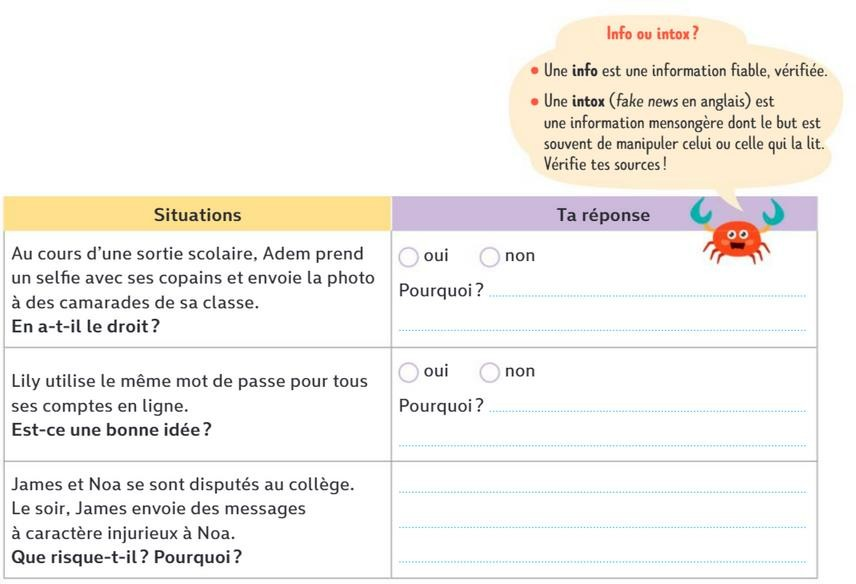 Info ou intox ?
• Une info est une information fiable, vérifiée.
• Une intox (fake news en anglais) est
une information mensongère dont le but est
souvent de manipuler celui ou celle qui la lit.
Vérifie tes sources !
Situations
Ta réponse
Au cours d’une sortie scolaire, Adem prend
un selfie avec ses copains et envoie la photo
à des camarades de sa classe.
En a-t-il le droit ?
oui non
Pourquoi ?
Lily utilise le même mot de passe pour tous
ses comptes en ligne.
Est-ce une bonne idée ?
oui non
Pourquoi ?
James et Noa se sont disputés au collège.
Le soir, James envoie des messages
à caractère injurieux à Noa.
Que risque-t-il ? Pourquoi ?